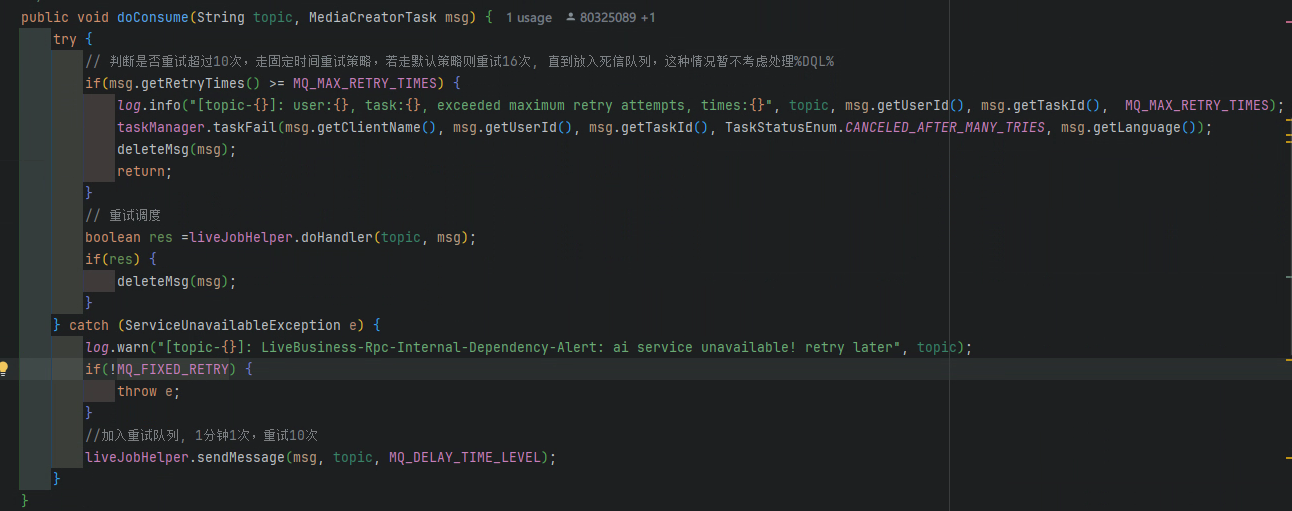 public void doConsume(String topic, MediaCreatorTask msg) { 1 usage 80325089 +1
try {
// 判断是否重试超过10次，走固定时间重试策略，若走默认策略则重试16次, 直到放入死信队列，这种情况暂不考虑处理%DQL%
if(msg.getRetryTimes() >= MQ_MAX_RETRY_TIMES) {
log.info("[topic-{}]: user:{}, task:{}, exceeded maximum retry attempts, times:{}", topic, msg.getUserId(), msg.getTaskId(),  MQ_MAX_RETRY_TIMES);
taskManager.taskFail(msg.getClientName(), msg.getUserId(), msg.getTaskId(), TaskStatusEnum.CANCELED_AFTER_MANY_TRIES, msg.getLanguage());
deleteMsg(msg);
return;
}
// 重试调度
boolean res =liveJobHelper.doHandler(topic, msg);
if(res) {
deleteMsg(msg);
}
} catch (ServiceUnavailableException e) {
log.warn("[topic-{}]: LiveBusiness-Rpc-Internal-Dependency-Alert: ai service unavailable! retry later", topic);
if(!MQ_FIXED_RETRY) {
throw e;
}
//加入重试队列, 1分钟1次，重试10次
liveJobHelper.sendMessage(msg, topic, MQ_DELAY_TIME_LEVEL);
}
}